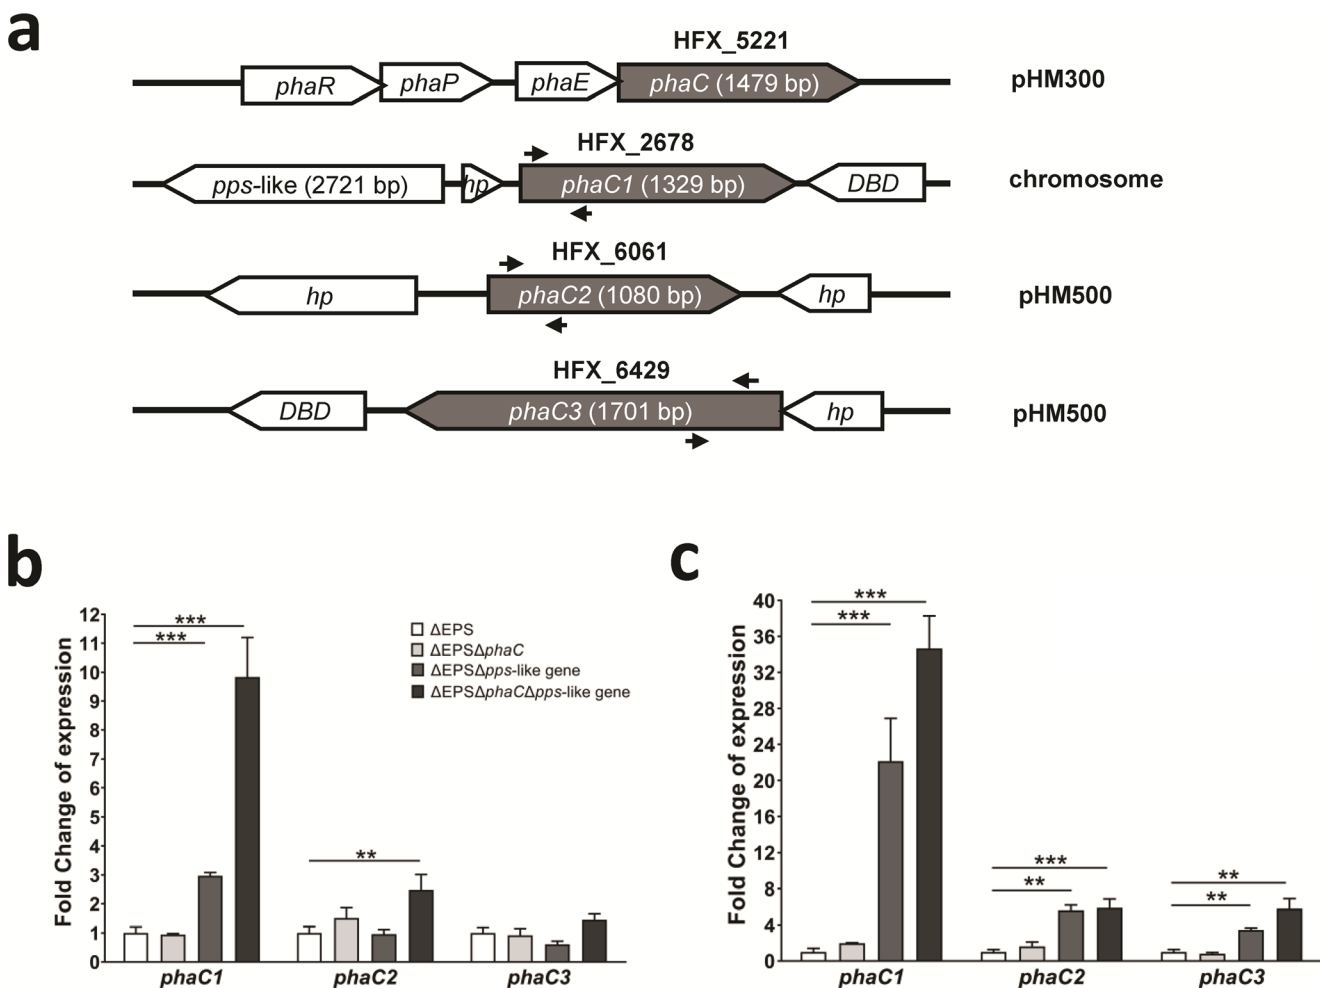 a
HFX_5221
phaR phaP phaE phaC (1479 bp) pHM300
HFX_2678
pps-like (2721 bp) hp phaC1 (1329 bp) DBD chromosome
HFX_6061
hp phaC2 (1080 bp) hp pHM500
HFX_6429
DBD phaC3 (1701 bp) hp pHM500
b
Fold Change of expression
12
11
10
9
8
7
6
5
4
3
2
1
0
***
***
**
ΔEPS
ΔEPSΔphaC
ΔEPSΔpps-like gene
ΔEPSΔphaCΔpps-like gene
phaC1 phaC2 phaC3
c
Fold Change of expression
40
36
32
28
24
20
16
12
8
4
0
***
***
***
**
**
**
phaC1 phaC2 phaC3